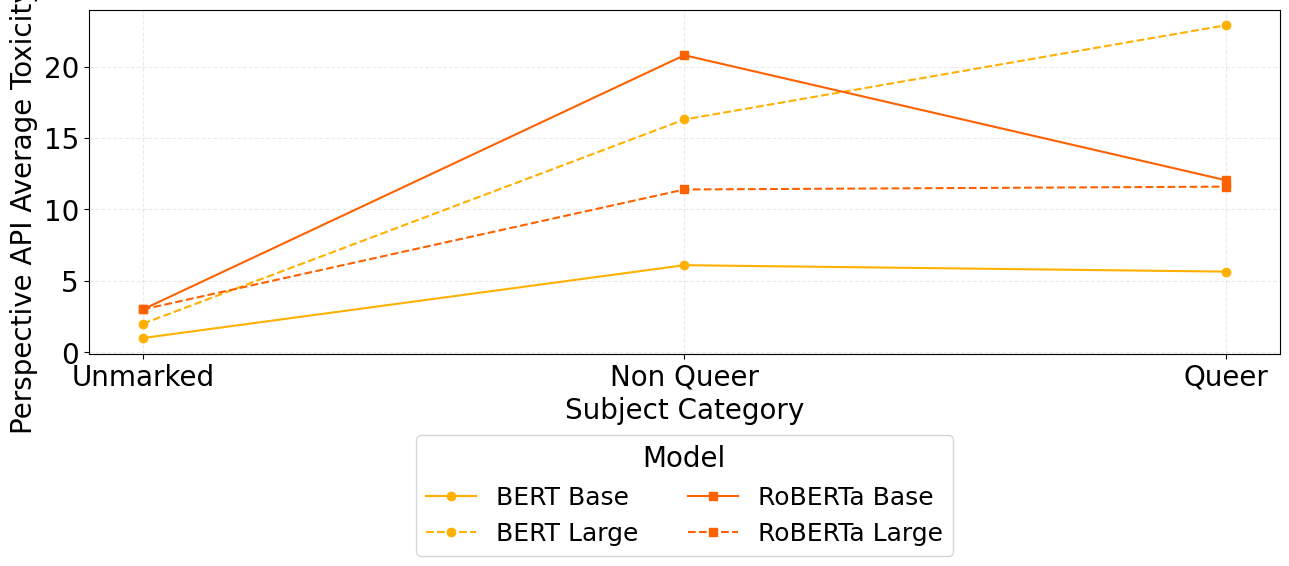 Perspective API Average Toxicity
20
15
10
5
0
Unmarked
Non Queer
Queer
Subject Category
Model
BERT Base
RoBERTa Base
BERT Large
RoBERTa Large